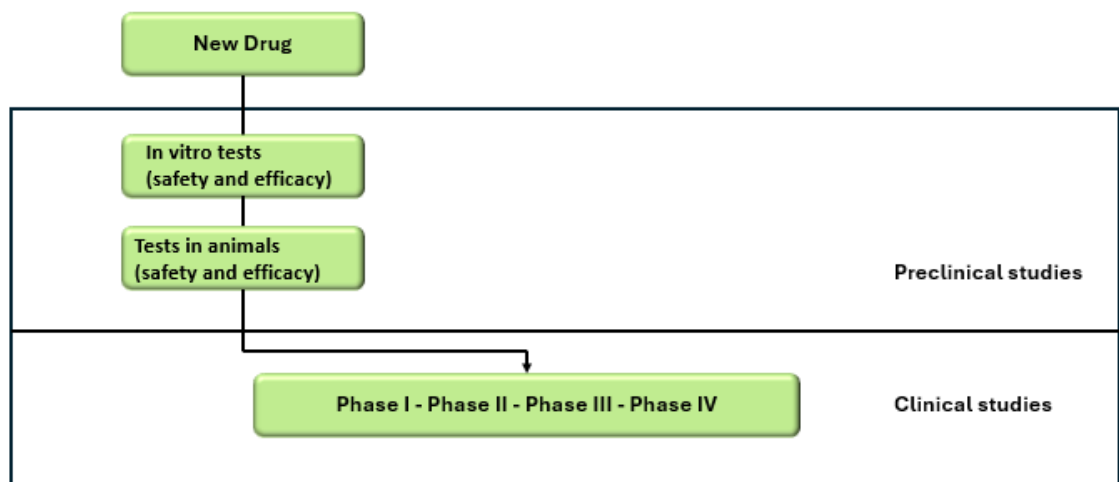 New Drug
In vitro tests
(safety and efficacy)
Tests in animals
(safety and efficacy)
Preclinical studies
Phase I - Phase II - Phase III - Phase IV
Clinical studies